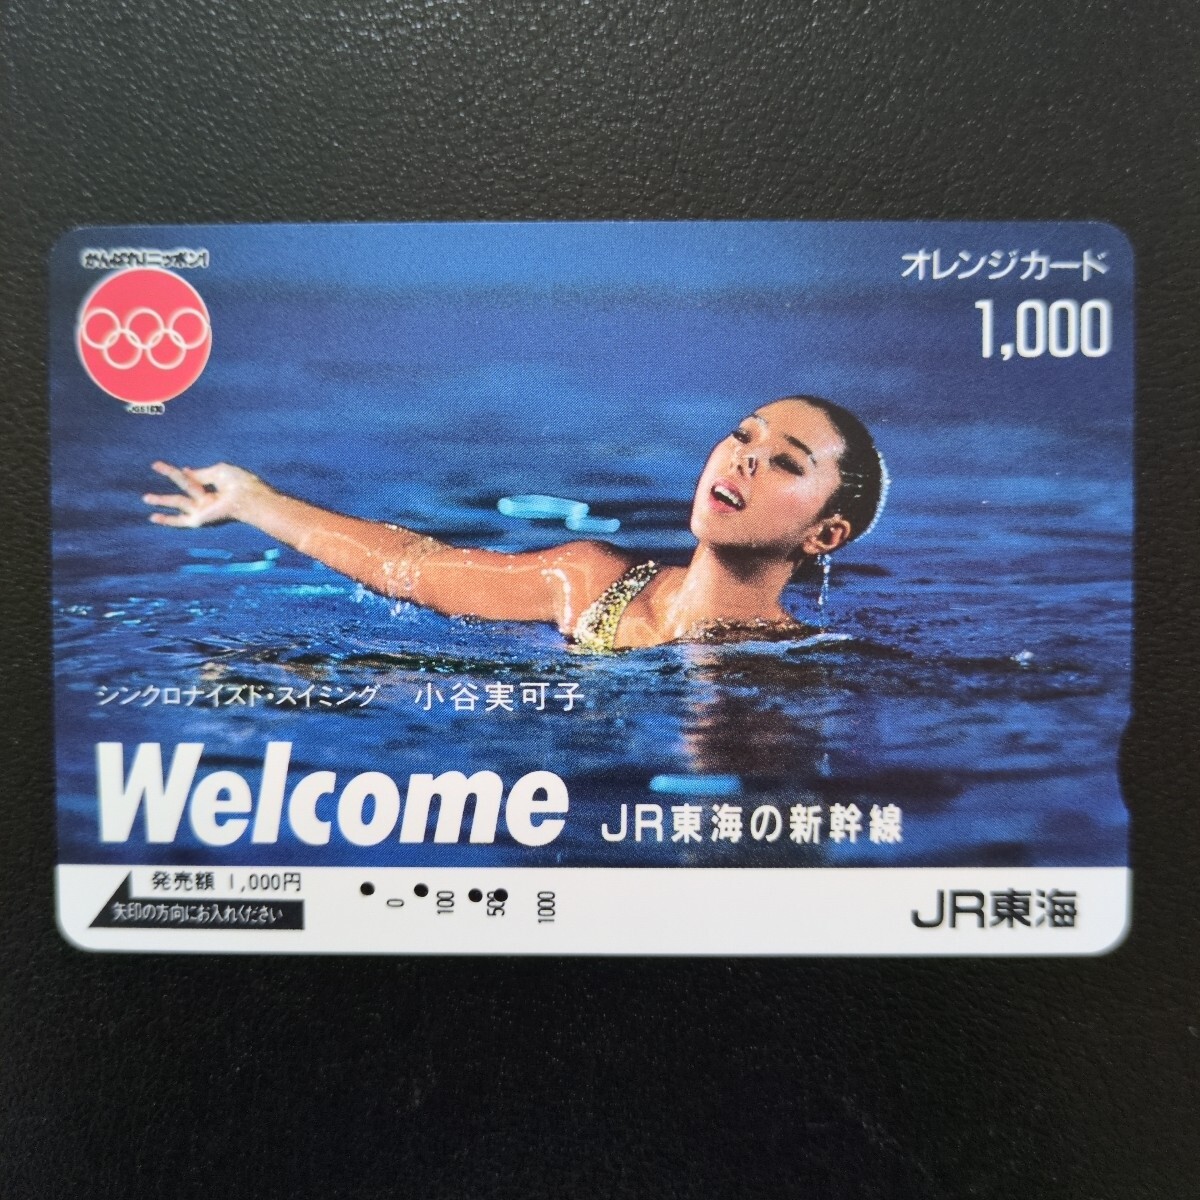 がんばれ!ニッポン!
オレンジカード
1,000
シンクロナイズド・スイミング 小谷実可子
Welcome JR東海の新幹線
発売額 1,000円
矢印の方向にお入れください
0 100 500 1000
JR東海